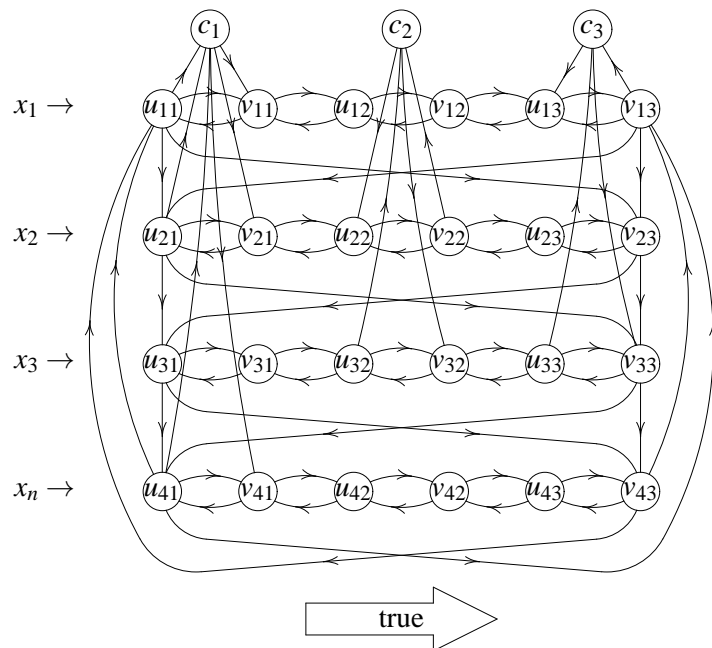 c₁ c₂ c₃
x₁ → u₁₁ v₁₁ u₁₂ v₁₂ u₁₃ v₁₃
x₂ → u₂₁ v₂₁ u₂₂ v₂₂ u₂₃ v₂₃
x₃ → u₃₁ v₃₁ u₃₂ v₃₂ u₃₃ v₃₃
xₙ → u₄₁ v₄₁ u₄₂ v₄₂ u₄₃ v₄₃
true